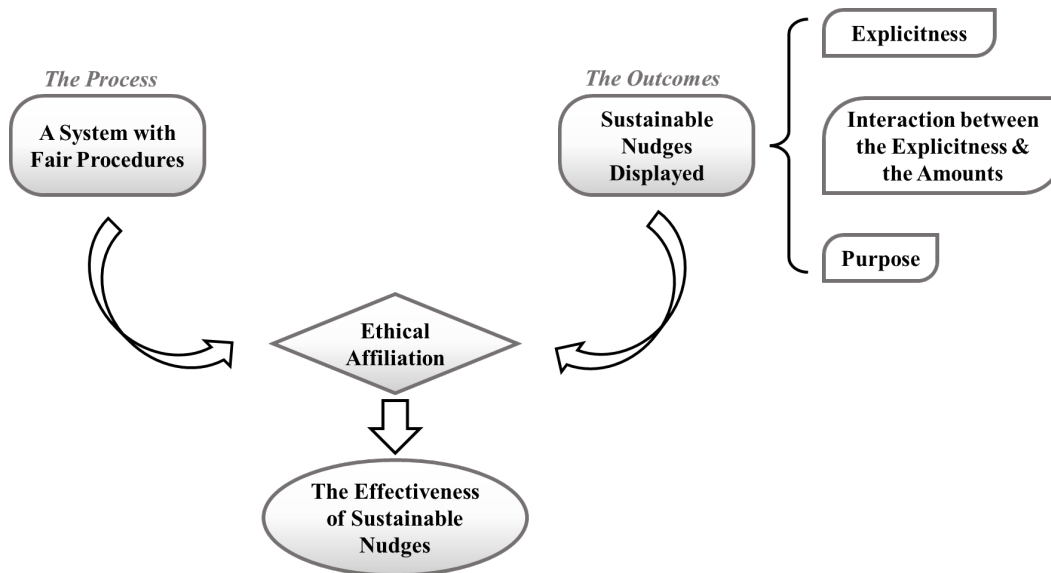 The Process
A System with
Fair Procedures
The Outcomes
Sustainable
Nudges
Displayed
Explicitness
Interaction between
the Explicitness &
the Amounts
Purpose
Ethical
Affiliation
The Effectiveness
of Sustainable
Nudges